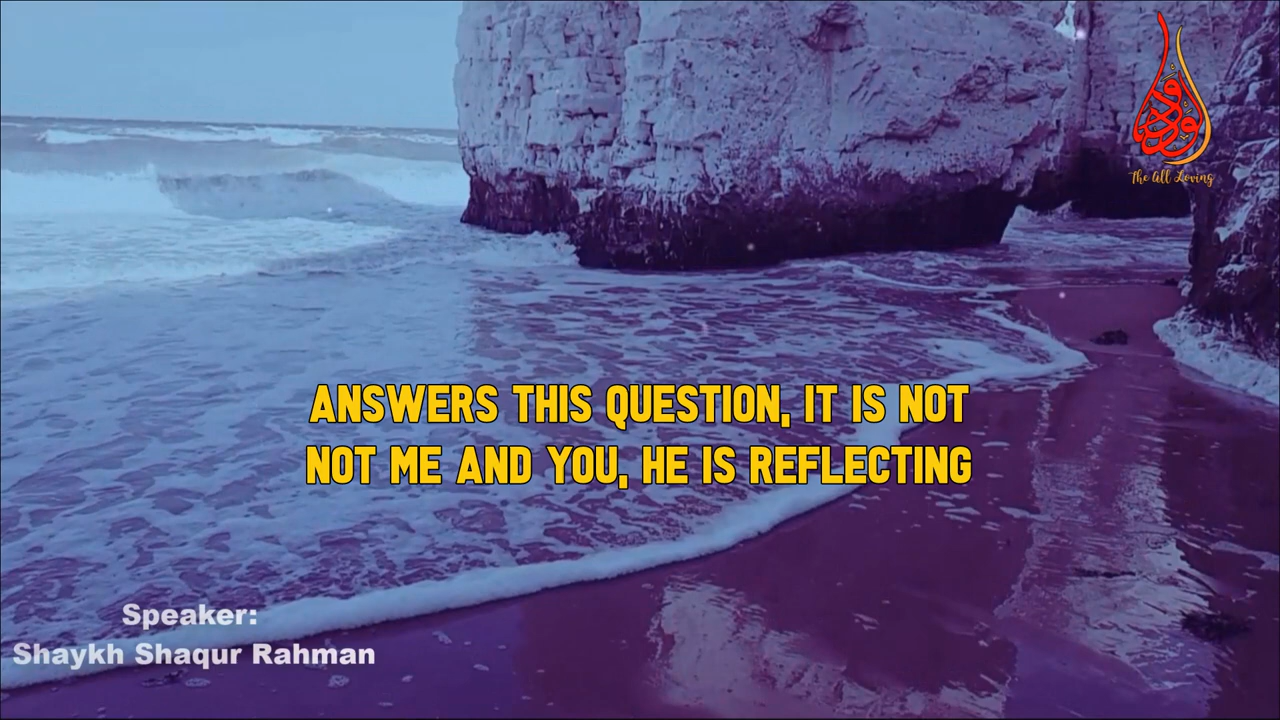 The All Loving
ANSWERS THIS QUESTION, IT IS NOT
NOT ME AND YOU, HE IS REFLECTING
Speaker:
Shaykh Shaqur Rahman